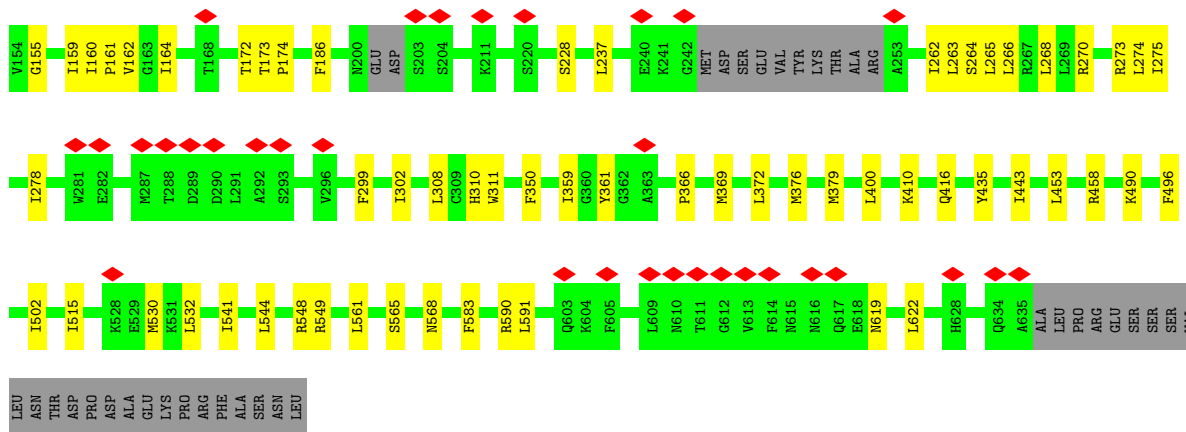 V154 G155 I159 I160 P161 V162 G163 I164 T168 T172 T173 P174 F186 N200 GLU ASP S203 S204 K211 S220 S228 L237 E240 K241 G242 MET ASP SER GLU VAL TYR LYS THR ALA ARG A253 I262 L263 S264 L265 L266 R267 L268 L269 R270 R273 L274 I275
I278 W281 E282 M287 T288 D289 D290 L291 A292 S293 V296 F299 I302 L308 C309 H310 W311 F350 I359 G360 Y361 G362 A363 P366 M369 L372 M376 M379 L400 K410 Q416 Y435 I443 L453 R458 K490 F496
I502 I515 K528 E529 M530 K531 L532 I541 L544 R548 R549 L561 S565 N568 F583 R590 L591 Q603 K604 F605 L609 N610 T611 G612 V613 F614 N615 N616 Q617 E618 N619 L622 H628 Q634 A635 ALA LEU PRO ARG GLU SER SER SER
LEU ASN THR ASP PRO ASP ALA GLU LYS PRO ARG PHE ALA SER ASN LEU